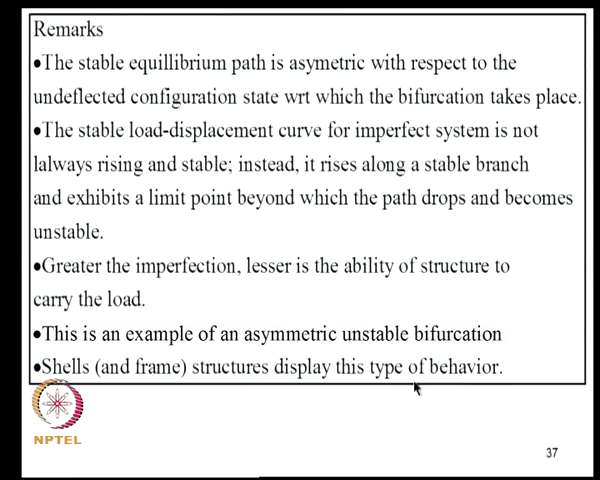 Remarks
•The stable equillibrium path is asymetric with respect to the
undeflected configuration state wrt which the bifurcation takes place.
•The stable load-displacement curve for imperfect system is not
lalways rising and stable; instead, it rises along a stable branch
and exhibits a limit point beyond which the path drops and becomes
unstable.
•Greater the imperfection, lesser is the ability of structure to
carry the load.
•This is an example of an asymmetric unstable bifurcation
•Shells (and frame) structures display this type of behavior.
NPTEL
37